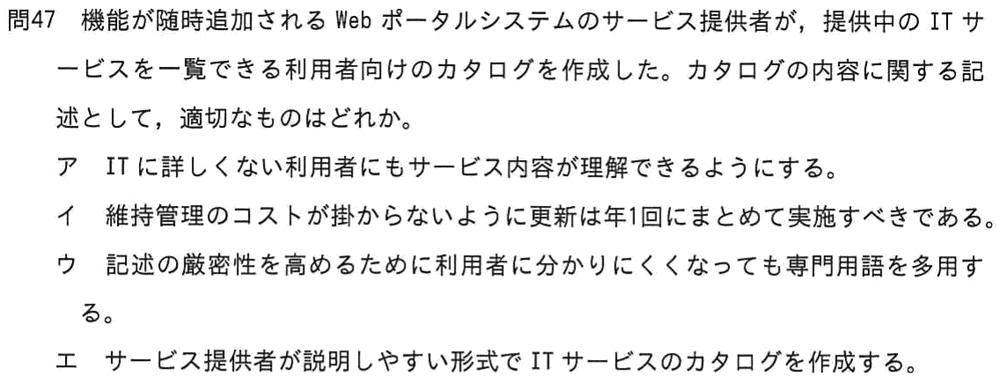 問47 機能が随時追加される Web ポータルシステムのサービス提供者が，提供中の IT サ
ービスを一覧できる利用者向けのカタログを作成した。カタログの内容に関する記
述として，適切なものはどれか。
ア IT に詳しくない利用者にもサービス内容が理解できるようにする。
イ 維持管理のコストが掛からないように更新は年1回にまとめて実施すべきである。
ウ 記述の厳密性を高めるために利用者に分かりにくくなっても専門用語を多用す
る。
エ サービス提供者が説明しやすい形式で IT サービスのカタログを作成する。